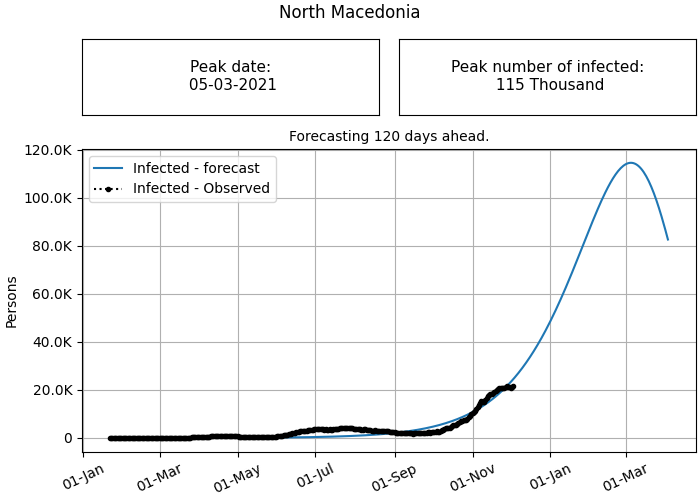 North Macedonia
Peak date:
05-03-2021
Peak number of infected:
115 Thousand
Forecasting 120 days ahead.
Infected - forecast
Infected - Observed
Persons
120.0K
100.0K
80.0K
60.0K
40.0K
20.0K
0
01-Jan
01-Mar
01-May
01-Jul
01-Sep
01-Nov
01-Jan
01-Mar